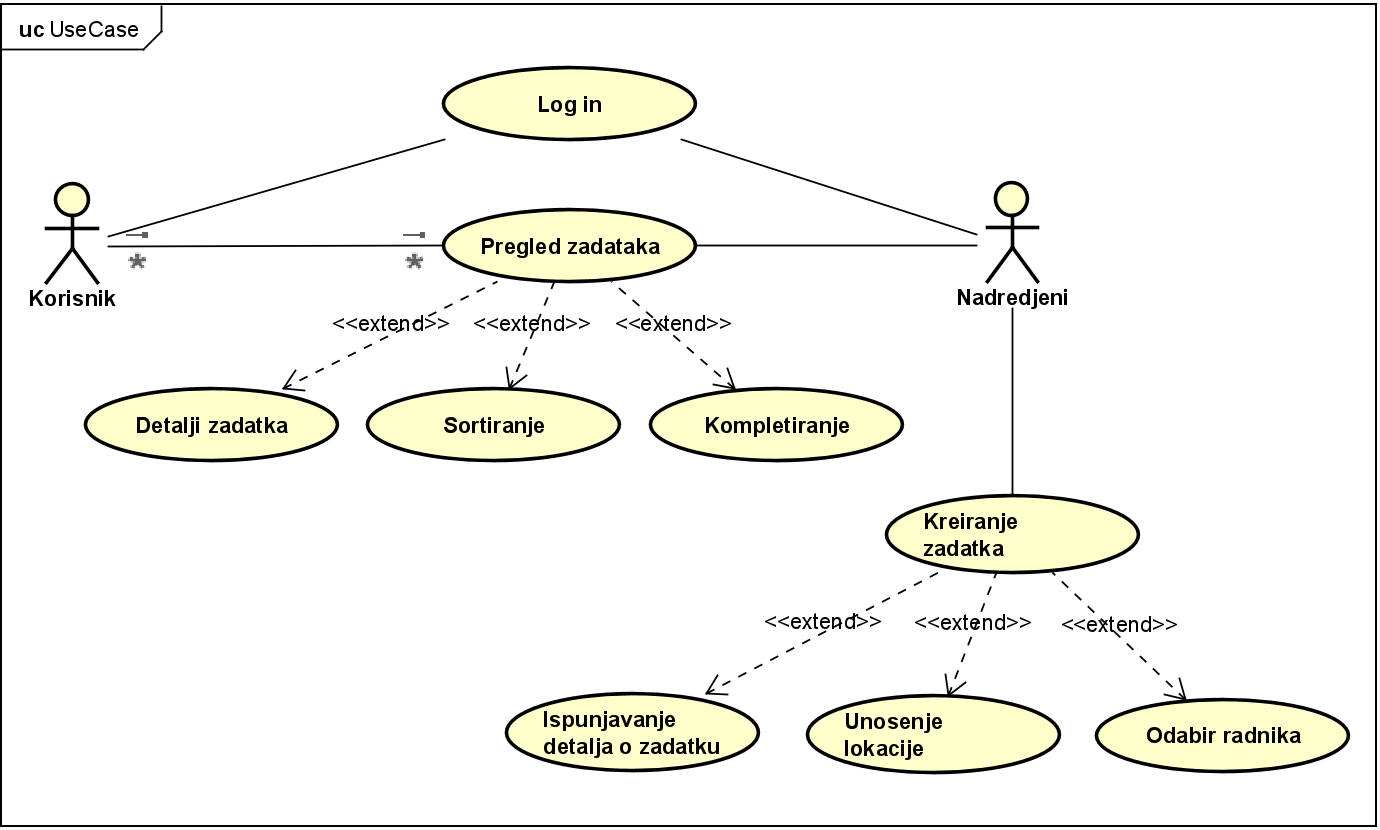 uc UseCase
Log in
Pregled zadataka
*
*
Korisnik
Nadredjeni
<<extend>>
<<extend>>
<<extend>>
Detalji zadatka
Sortiranje
Kompletiranje
Kreiranje
zadatka
<<extend>>
<<extend>>
<<extend>>
Ispunjavanje
detalja o zadatku
Unosenje
lokacije
Odabir radnika